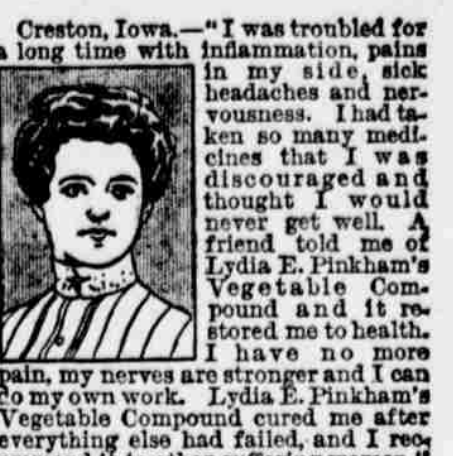 Creston, Iowa.—"I was troubled for
a long time with inflammation, pains
in my side, sick
headaches and ner-
vousness. I had ta-
ken so many medi-
cines that I was
discouraged and
thought I would
never get well. A
friend told me of
Lydia E. Pinkham's
Vegetable Com-
pound and it re-
stored me to health.
I have no more
pain, my nerves are stronger and I can
do my own work. Lydia E. Pinkham's
Vegetable Compound cured me after
everything else had failed, and I rec-